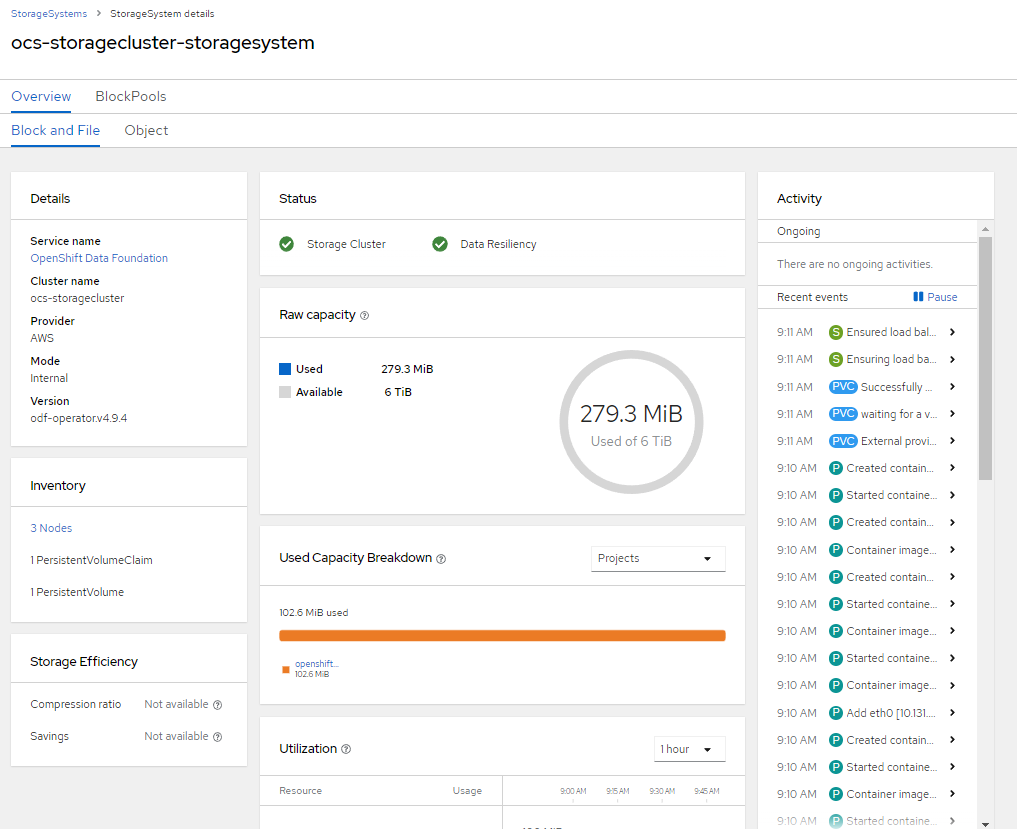 StorageSystems > StorageSystem details
ocs-storagecluster-storagesystem
Overview BlockPools
Block and File Object
Details
Service name
OpenShift Data Foundation
Cluster name
ocs-storagecluster
Provider
AWS
Mode
Internal
Version
odf-operator.v4.9.4
Inventory
3 Nodes
1 PersistentVolumeClaim
1 PersistentVolume
Storage Efficiency
Compression ratio Not available
Savings Not available
Status
Storage Cluster Data Resiliency
Raw capacity
Used 279.3 MiB
Available 6 TiB
279.3 MiB
Used of 6 TiB
Used Capacity Breakdown Projects
102.6 MiB used
openshift...
102.6 MiB
Utilization 1 hour
Resource Usage 9:00 AM 9:15 AM 9:30 AM 9:45 AM
Activity
Ongoing
There are no ongoing activities.
Recent events Pause
9:11 AM S Ensured load bal...
9:11 AM S Ensuring load ba...
9:11 AM PVC Successfully ...
9:11 AM PVC waiting for a v...
9:11 AM PVC External provi...
9:10 AM P Created contain...
9:10 AM P Started containe...
9:10 AM P Created contain...
9:10 AM P Container image...
9:10 AM P Created contain...
9:10 AM P Started containe...
9:10 AM P Container image...
9:10 AM P Started containe...
9:10 AM P Container image...
9:10 AM P Add eth0 [10.131....
9:10 AM P Created contain...
9:10 AM P Started containe...
9:10 AM P Container image...
9:10 AM P Started containe...